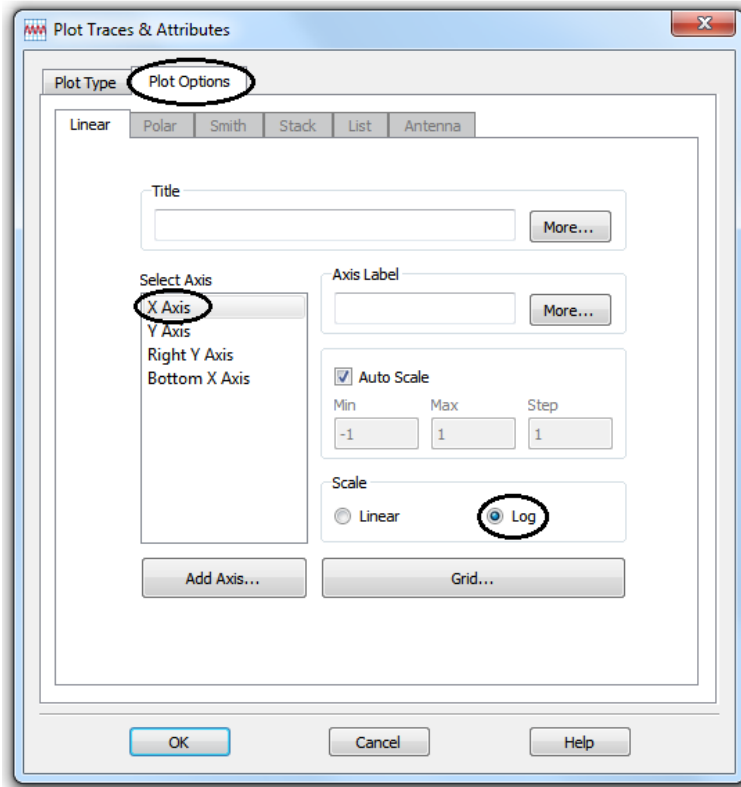 Plot Traces & Attributes
Plot Type Plot Options
Linear Polar Smith Stack List Antenna
Title
More...
Select Axis
X Axis
Y Axis
Right Y Axis
Bottom X Axis
Axis Label
More...
Auto Scale
Min Max Step
-1 1 1
Scale
Linear Log
Add Axis... Grid...
OK Cancel Help